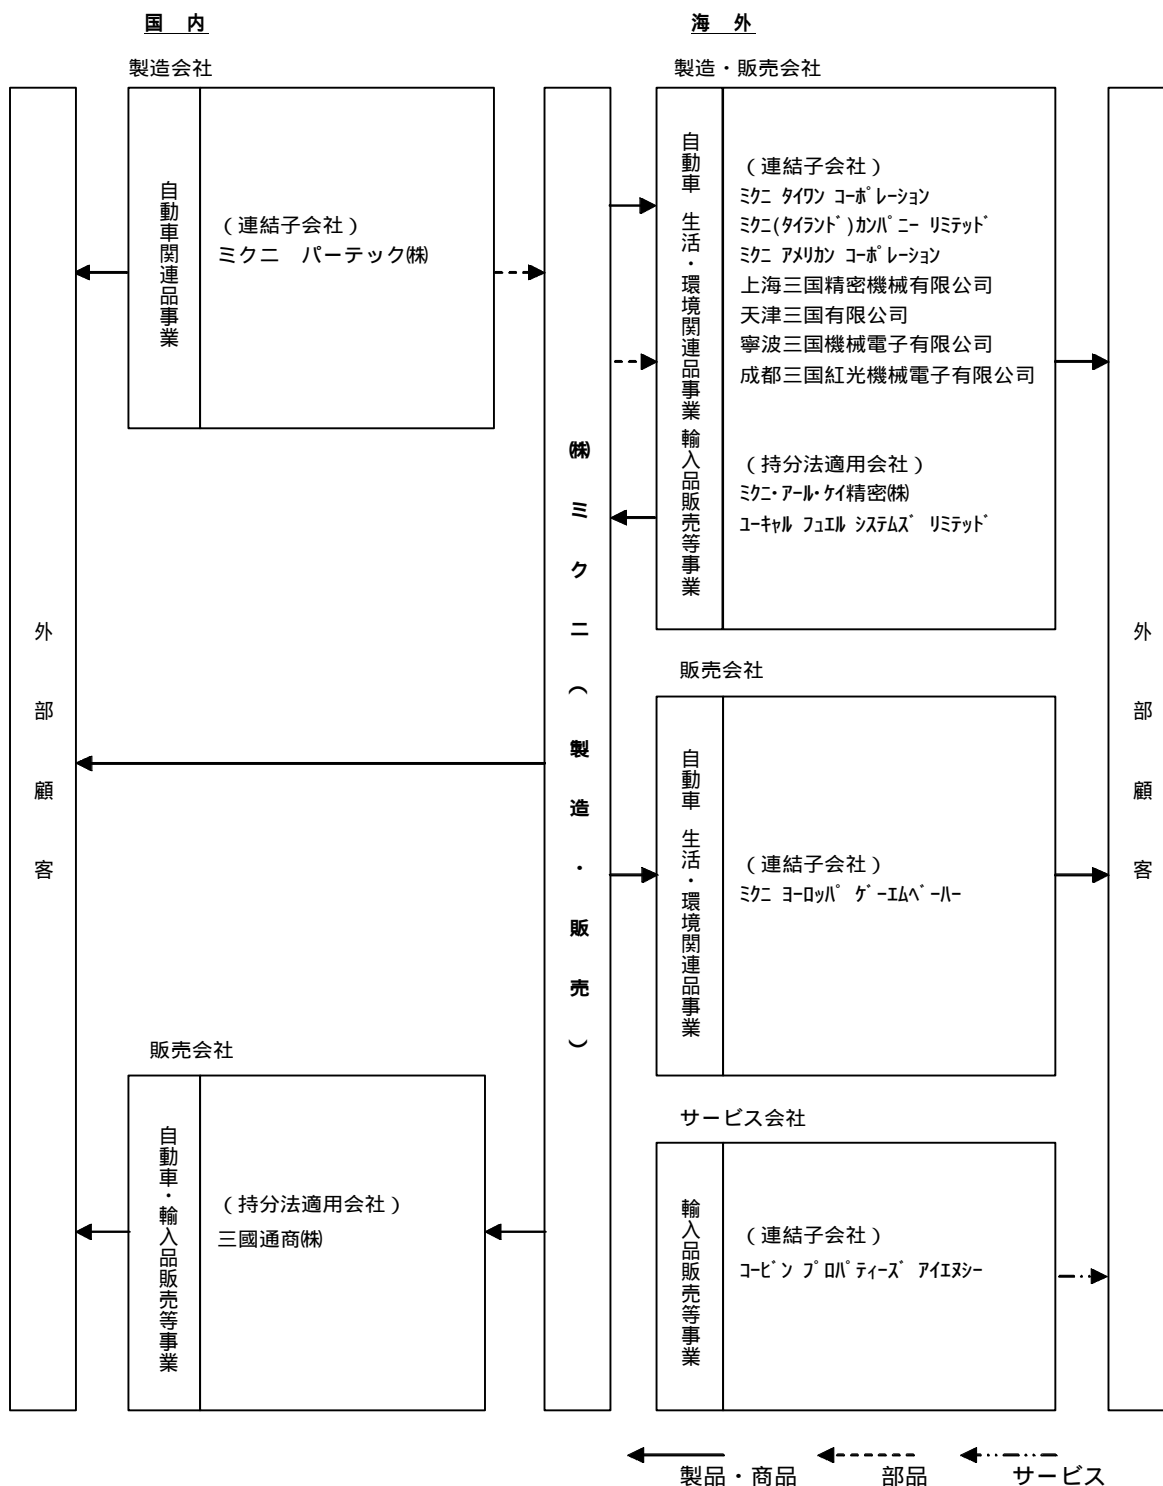 国 内
海 外
製造会社
製造・販売会社
外部顧客
自動車関連品事業
(連結子会社)
ミクニ パーテック㈱
㈱ミクニ(製造・販売)
自動車 生活・環境関連品事業 輸入品販売等事業
(連結子会社)
ﾐｸﾆ ﾀｲﾜﾝ ｺｰﾎﾟﾚｰｼｮﾝ
ﾐｸﾆ(ﾀｲﾗﾝﾄﾞ)ｶﾝﾊﾟﾆｰ ﾘﾐﾃｯﾄﾞ
ﾐｸﾆ ｱﾒﾘｶﾝ ｺｰﾎﾟﾚｰｼｮﾝ
上海三国精密機械有限公司
天津三国有限公司
寧波三国機械電子有限公司
成都三国紅光機械電子有限公司
(持分法適用会社)
ﾐｸﾆ･ｱｰﾙ･ｹｲ精密㈱
ﾕｰｷｬﾙ ﾌｭｴﾙ ｼｽﾃﾑｽﾞ ﾘﾐﾃｯﾄﾞ
外部顧客
販売会社
自動車 生活・環境関連品事業
(連結子会社)
ﾐｸﾆ ﾖｰﾛｯﾊﾟ ｹﾞｰｴﾑﾍﾞｰﾊｰ
販売会社
自動車・輸入品販売等事業
(持分法適用会社)
三國通商㈱
サービス会社
輸入品販売等事業
(連結子会社)
ｺｰﾋﾞﾝ ﾌﾟﾛﾊﾟﾃｨｰｽﾞ ｱｲｴﾇｼｰ
製品・商品
部品
サービス